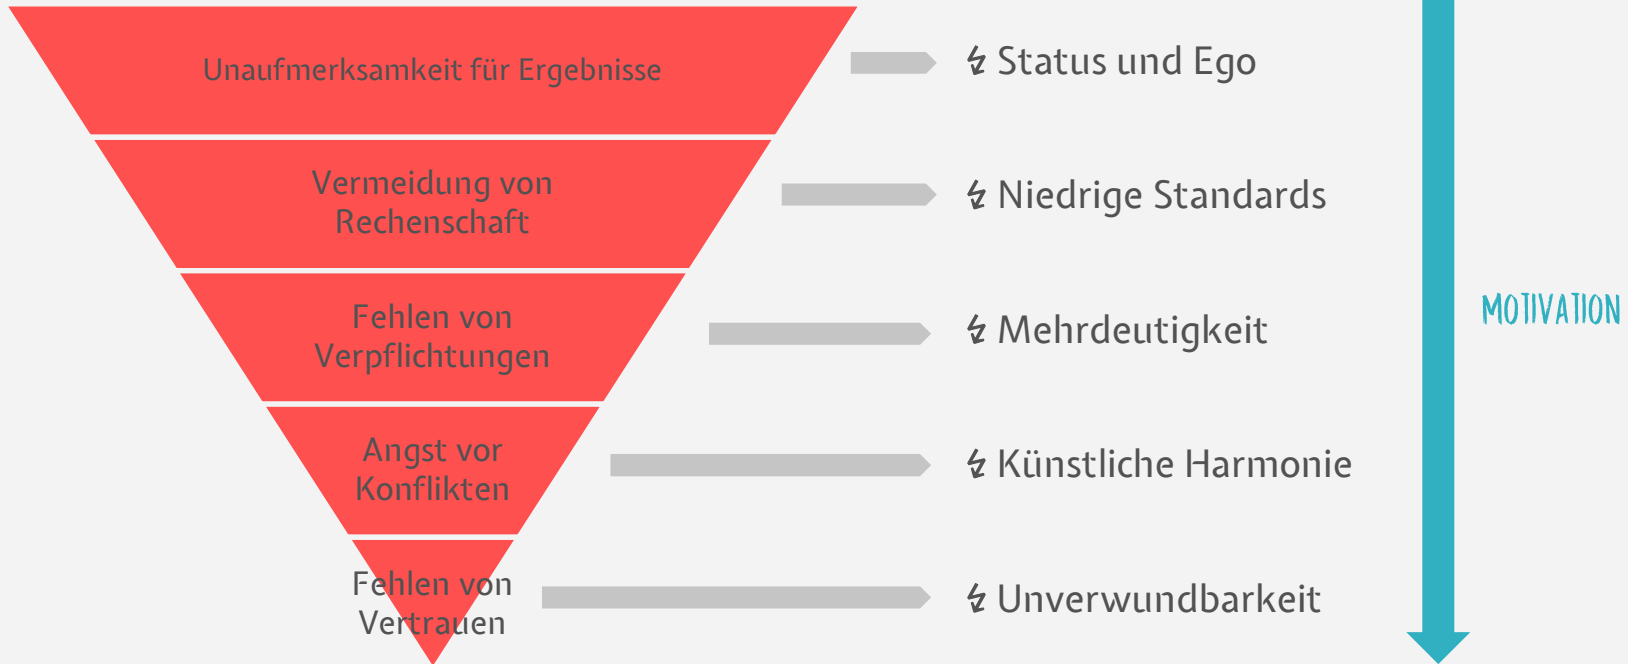 Unaufmerksamkeit für Ergebnisse
↯ Status und Ego
Vermeidung von
Rechenschaft
↯ Niedrige Standards
Fehlen von
Verpflichtungen
↯ Mehrdeutigkeit
MOTIVATION
Angst vor
Konflikten
↯ Künstliche Harmonie
Fehlen von
Vertrauen
↯ Unverwundbarkeit